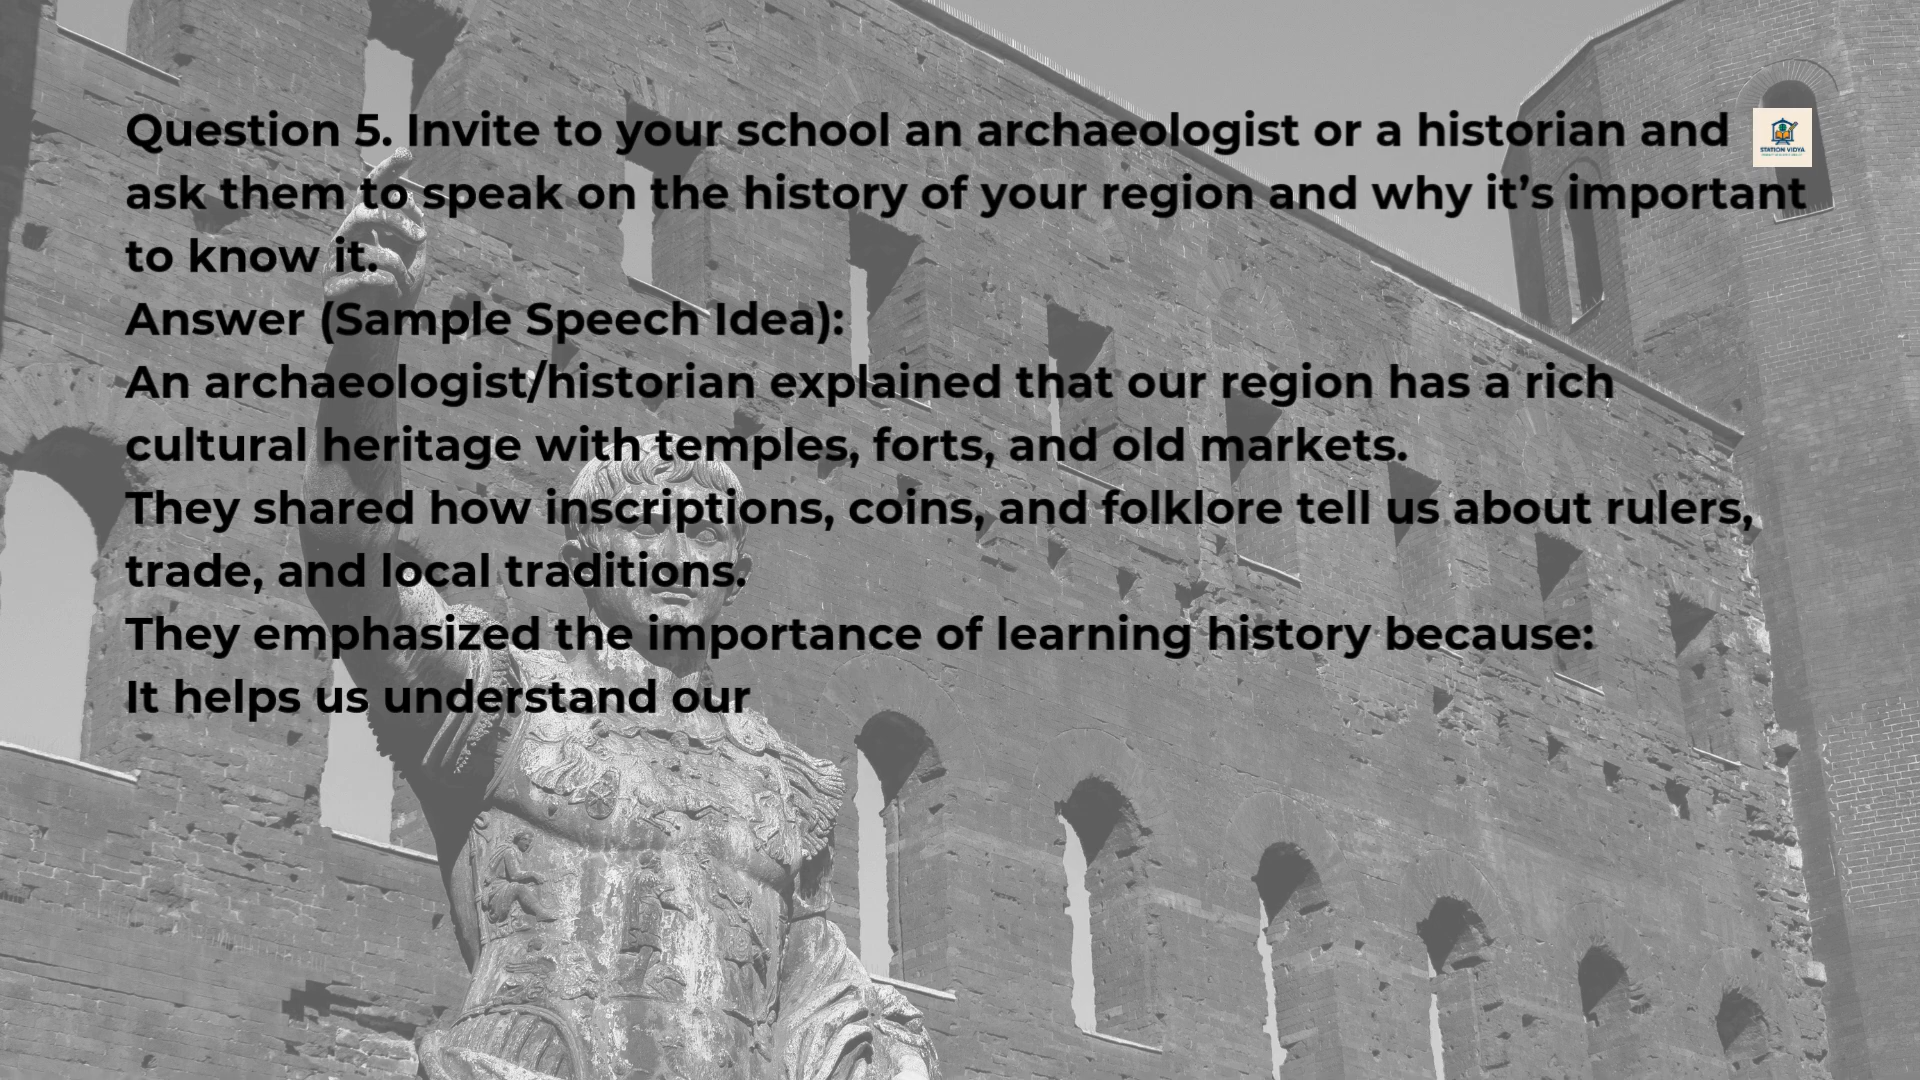 Question 5. Invite to your school an archaeologist or a historian and
ask them to speak on the history of your region and why it’s important
to know it.
Answer (Sample Speech Idea):
An archaeologist/historian explained that our region has a rich
cultural heritage with temples, forts, and old markets.
They shared how inscriptions, coins, and folklore tell us about rulers,
trade, and local traditions.
They emphasized the importance of learning history because:
It helps us understand our
STATION VIDYA